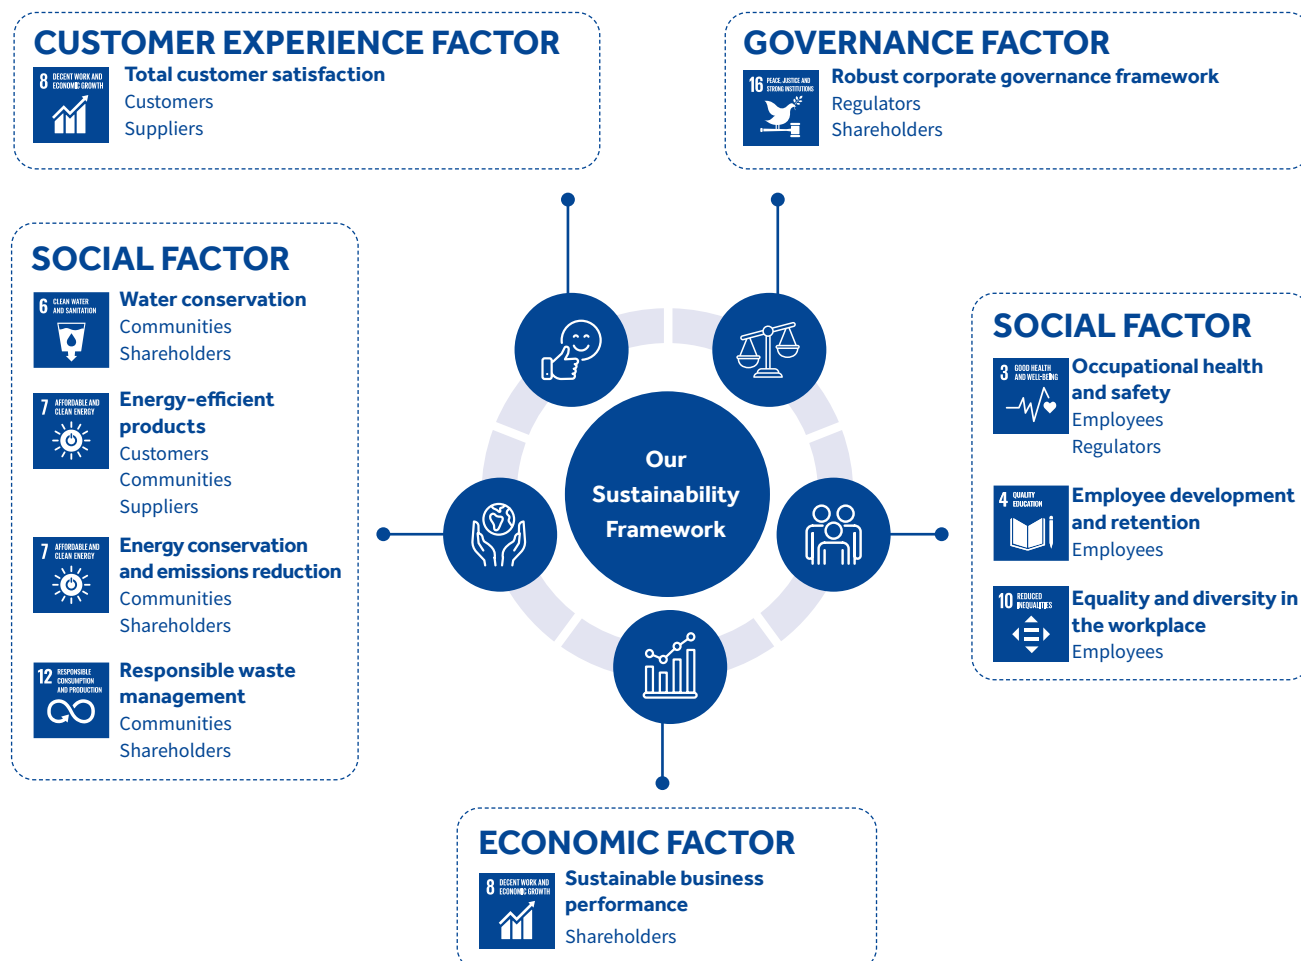 CUSTOMER EXPERIENCE FACTOR
8 DECENT WORK AND
ECONOMIC GROWTH
Total customer satisfaction
Customers
Suppliers
GOVERNANCE FACTOR
16 PEACE, JUSTICE AND
STRONG INSTITUTIONS
Robust corporate governance framework
Regulators
Shareholders
SOCIAL FACTOR
6 CLEAN WATER
AND SANITATION
Water conservation
Communities
Shareholders
7 AFFORDABLE AND
CLEAN ENERGY
Energy-efficient
products
Customers
Communities
Suppliers
7 AFFORDABLE AND
CLEAN ENERGY
Energy conservation
and emissions reduction
Communities
Shareholders
12 RESPONSIBLE
CONSUMPTION
AND PRODUCTION
Responsible waste
management
Communities
Shareholders
Our
Sustainability
Framework
SOCIAL FACTOR
3 GOOD HEALTH
AND WELL-BEING
Occupational health
and safety
Employees
Regulators
4 QUALITY
EDUCATION
Employee development
and retention
Employees
10 REDUCED
INEQUALITIES
Equality and diversity in
the workplace
Employees
ECONOMIC FACTOR
8 DECENT WORK AND
ECONOMIC GROWTH
Sustainable business
performance
Shareholders